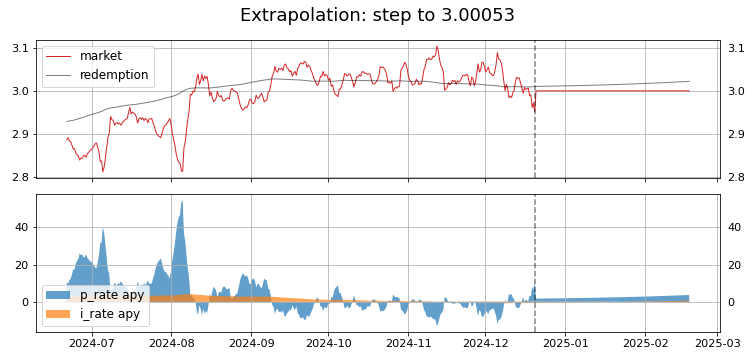 Extrapolation: step to 3.00053
3.1 3.1
market
redemption
3.0 3.0
2.9 2.9
2.8 2.8
40 40
20 20
0 0
p_rate apy
i_rate apy
2024-07 2024-08 2024-09 2024-10 2024-11 2024-12 2025-01 2025-02 2025-03